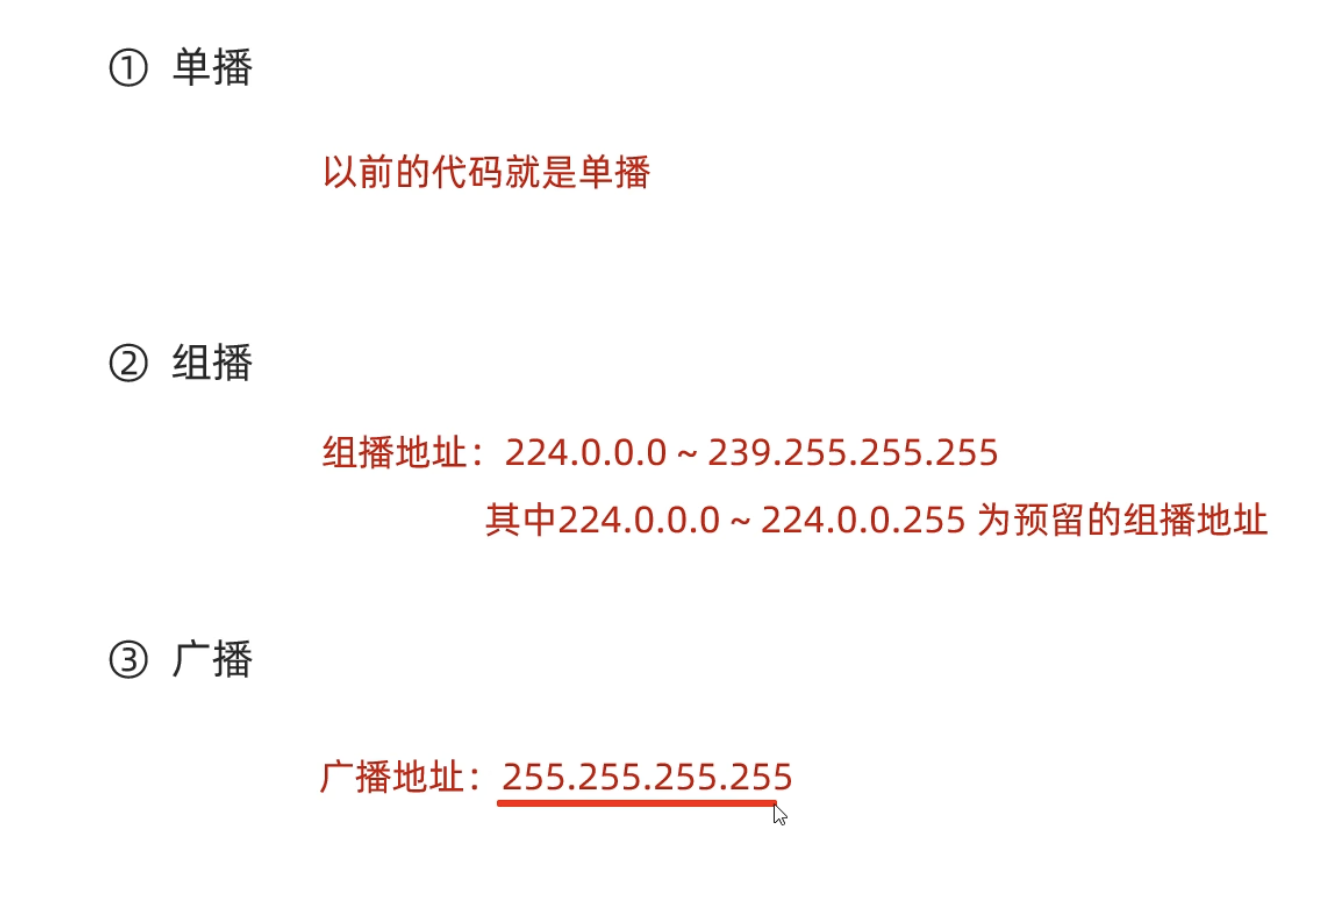 ① 单播
以前的代码就是单播
② 组播
组播地址：224.0.0.0 ~ 239.255.255.255
其中224.0.0.0 ~ 224.0.0.255 为预留的组播地址
③ 广播
广播地址：255.255.255.255